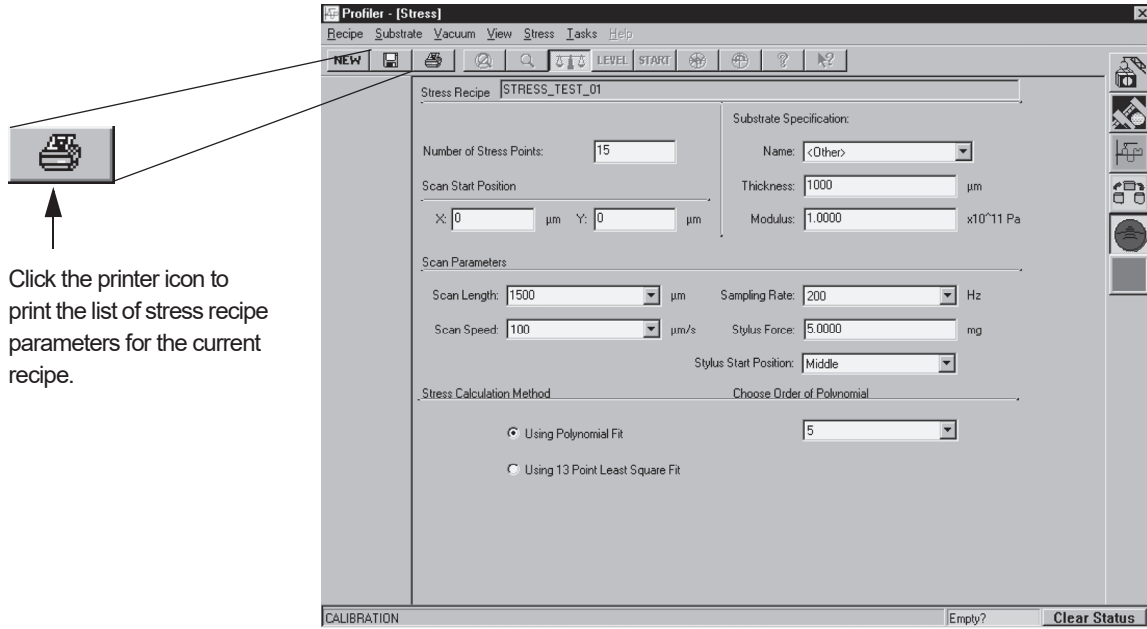 Profiler - [Stress]
Recipe Substrate Vacuum View Stress Tasks Help
NEW LEVEL START
Stress Recipe STRESS_TEST_01
Substrate Specification:
Number of Stress Points: 15
Name: <Other>
Scan Start Position
Thickness: 1000 µm
X: 0 µm Y: 0 µm
Modulus: 1.0000 x10^11 Pa
Click the printer icon to
print the list of stress recipe
parameters for the current
recipe.
Scan Parameters
Scan Length: 1500 µm Sampling Rate: 200 Hz
Scan Speed: 100 µm/s Stylus Force: 5.0000 mg
Stylus Start Position: Middle
Stress Calculation Method Choose Order of Polynomial
Using Polynomial Fit 5
Using 13 Point Least Square Fit
CALIBRATION Empty? Clear Status